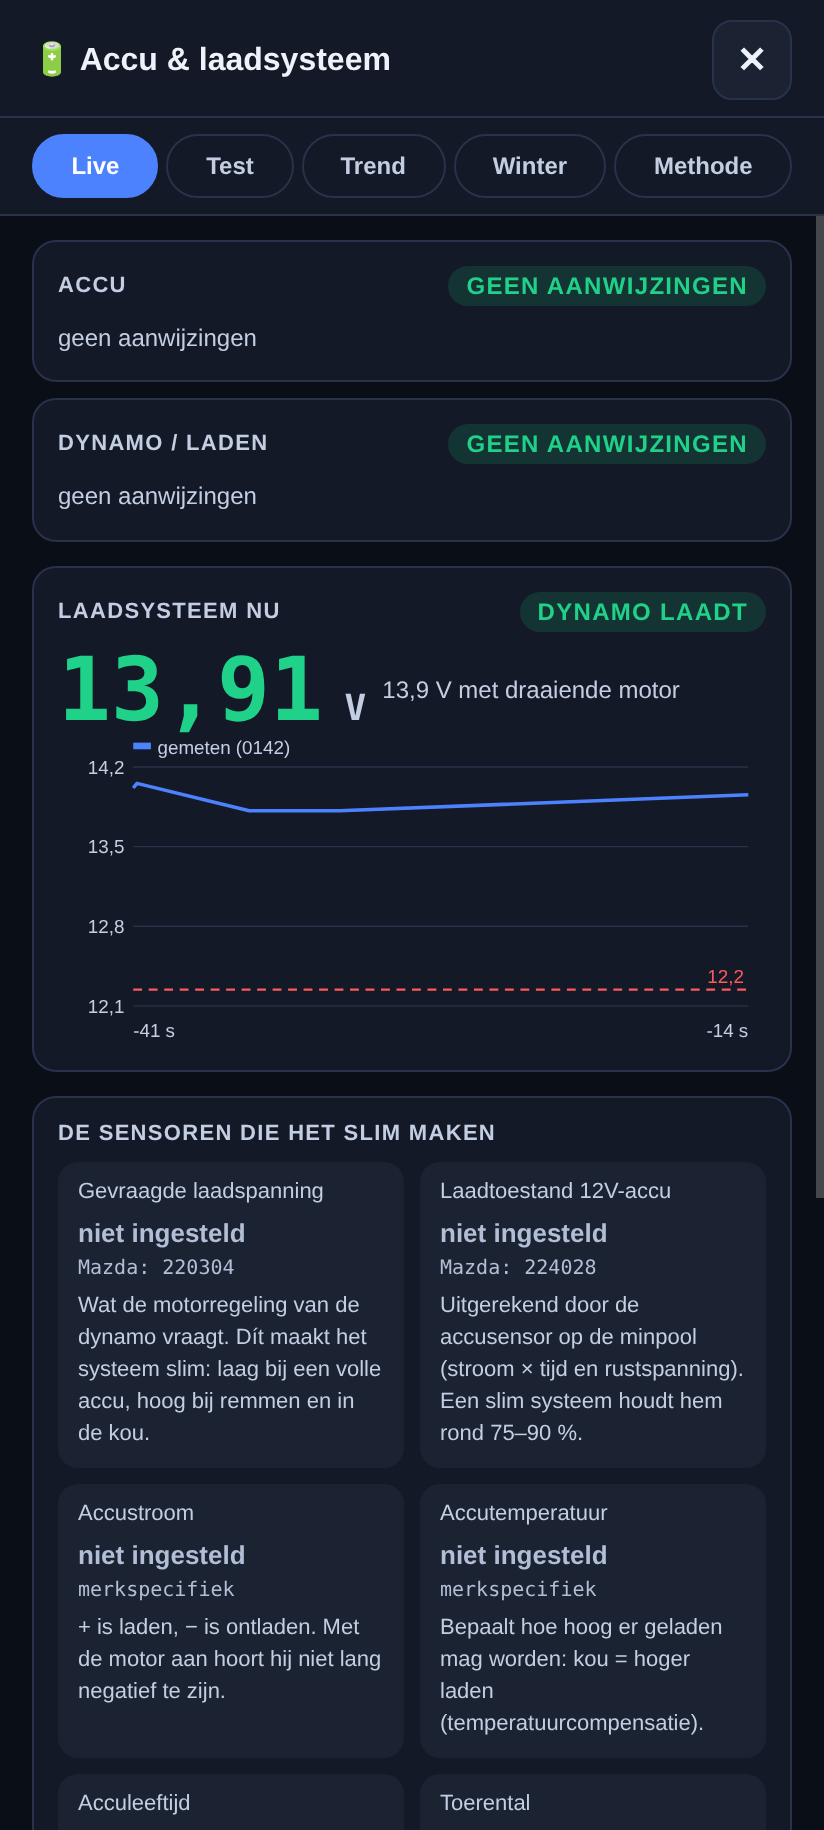 Accu & laadsysteem
✕
Live
Test
Trend
Winter
Methode
ACCU
GEEN AANWIJZINGEN
geen aanwijzingen
DYNAMO / LADEN
GEEN AANWIJZINGEN
geen aanwijzingen
LAADSYSTEEM NU
DYNAMO LAADT
13,91 V
13,9 V met draaiende motor
gemeten (0142)
14,2
13,5
12,8
12,2
12,1
-41 s
-14 s
DE SENSOREN DIE HET SLIM MAKEN
Gevraagde laadspanning
niet ingesteld
Mazda: 220304
Wat de motorregeling van de
dynamo vraagt. Dít maakt het
systeem slim: laag bij een volle
accu, hoog bij remmen en in
de kou.
Laadtoestand 12V-accu
niet ingesteld
Mazda: 224028
Uitgerekend door de
accusensor op de minpool
(stroom × tijd en rustspanning).
Een slim systeem houdt hem
rond 75–90 %.
Accustroom
niet ingesteld
merkspecifiek
+ is laden, − is ontladen. Met
de motor aan hoort hij niet lang
negatief te zijn.
Accutemperatuur
niet ingesteld
merkspecifiek
Bepaalt hoe hoog er geladen
mag worden: kou = hoger
laden
(temperatuurcompensatie).
Acculeeftijd
Toerental